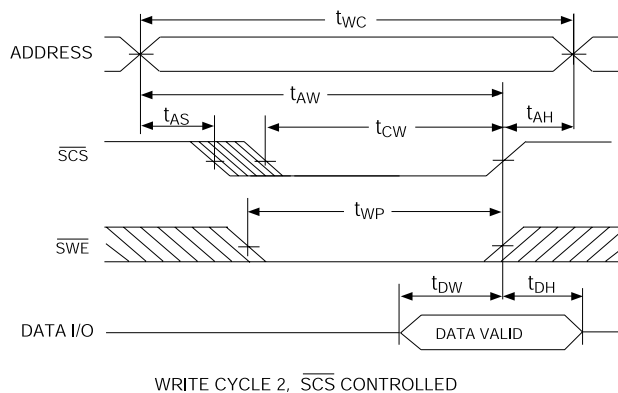 tWC
ADDRESS
tAW
tAS
tCW
tAH
SCS
tWP
SWE
tDW
tDH
DATA I/O
DATA VALID
WRITE CYCLE 2, SCS CONTROLLED